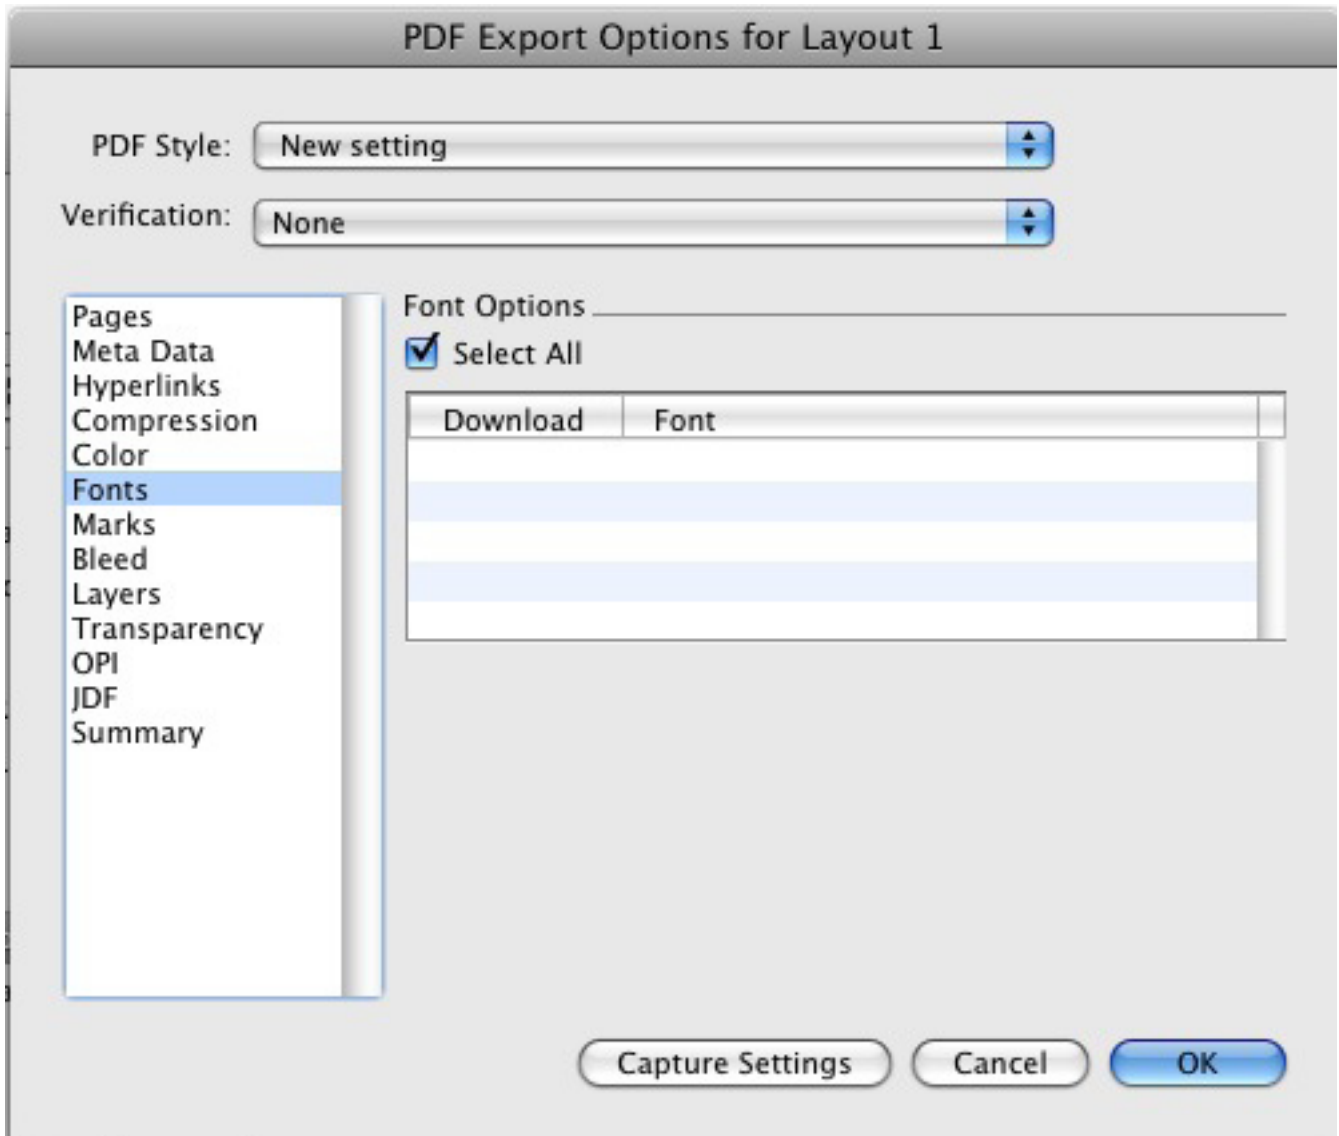 PDF Export Options for Layout 1
PDF Style: New setting
Verification: None
Pages
Meta Data
Hyperlinks
Compression
Color
Fonts
Marks
Bleed
Layers
Transparency
OPI
JDF
Summary
Font Options
Select All
Download Font
Capture Settings Cancel OK